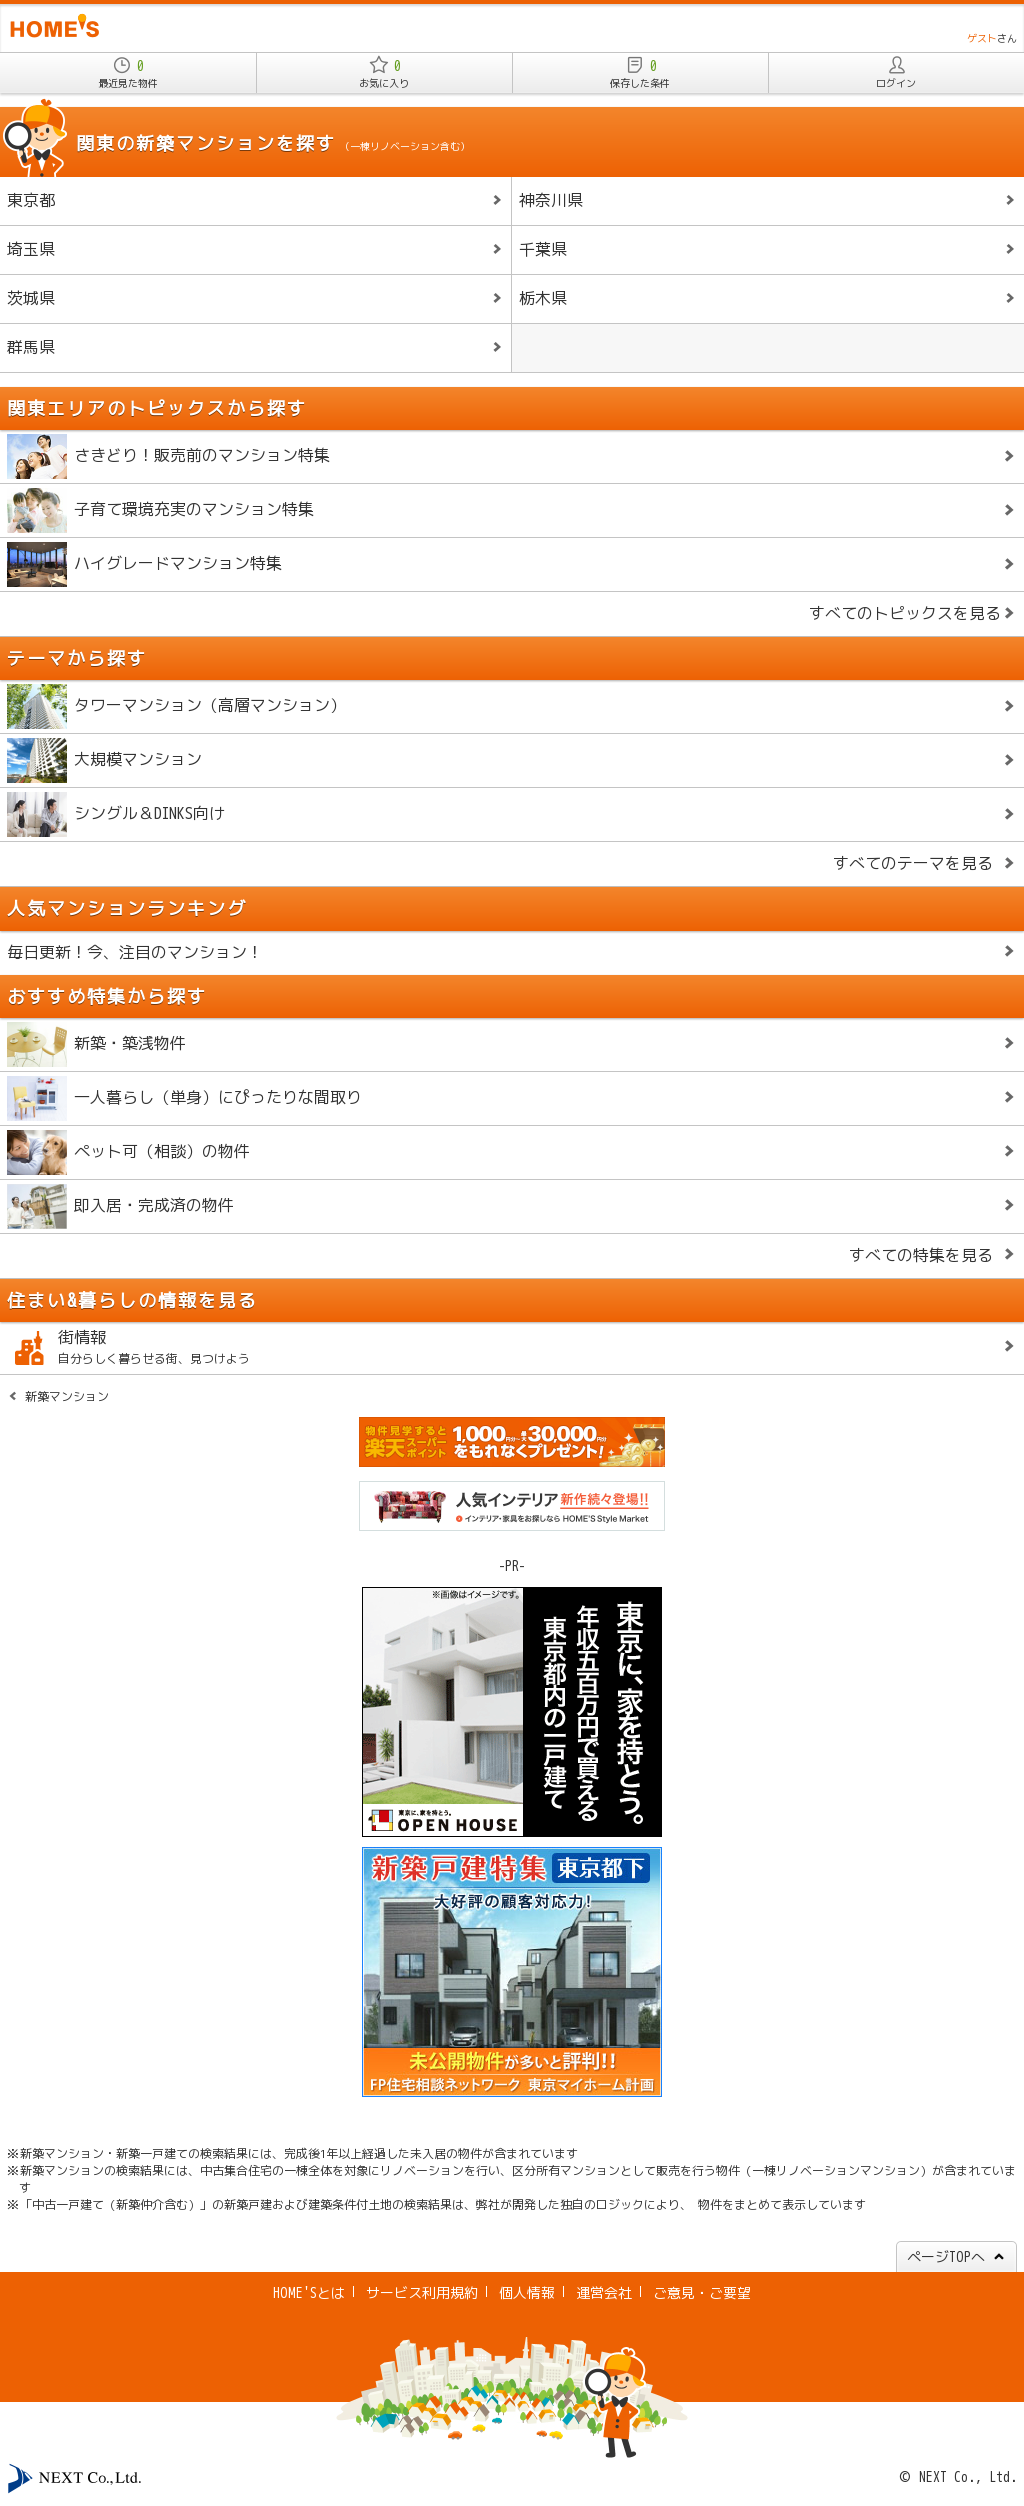 HOME'S
ゲストさん
0
最近見た物件
0
お気に入り
0
保存した条件
ログイン
関東の新築マンションを探す (一棟リノベーション含む)
東京都
神奈川県
埼玉県
千葉県
茨城県
栃木県
群馬県
関東エリアのトピックスから探す
さきどり！販売前のマンション特集
子育て環境充実のマンション特集
ハイグレードマンション特集
すべてのトピックスを見る
テーマから探す
タワーマンション（高層マンション）
大規模マンション
シングル＆DINKS向け
すべてのテーマを見る
人気マンションランキング
毎日更新！今、注目のマンション！
おすすめ特集から探す
新築・築浅物件
一人暮らし（単身）にぴったりな間取り
ペット可（相談）の物件
即入居・完成済の物件
すべての特集を見る
住まい&暮らしの情報を見る
街情報
自分らしく暮らせる街、見つけよう
新築マンション
物件見学すると
楽天スーパーポイント
1,000円分〜最大30,000円分
をもれなくプレゼント!
人気インテリア新作続々登場!!
インテリア・家具をお探しなら HOME'S Style Market
-PR-
※画像はイメージです。
東京に、家を持とう。
年収五百万円で買える
東京都内の一戸建て
東京に、家を持とう。
OPEN HOUSE
新築戸建特集 東京都下
大好評の顧客対応力!
未公開物件が多いと評判!!
FP住宅相談ネットワーク 東京マイホーム計画
※新築マンション・新築一戸建ての検索結果には、完成後1年以上経過した未入居の物件が含まれています
※新築マンションの検索結果には、中古集合住宅の一棟全体を対象にリノベーションを行い、区分所有マンションとして販売を行う物件（一棟リノベーションマンション）が含まれていま
す
※「中古一戸建て（新築仲介含む）」の新築戸建および建築条件付土地の検索結果は、弊社が開発した独自のロジックにより、 物件をまとめて表示しています
ページTOPへ
HOME'Sとは | サービス利用規約 | 個人情報 | 運営会社 | ご意見・ご要望
NEXT Co.,Ltd.
© NEXT Co., Ltd.